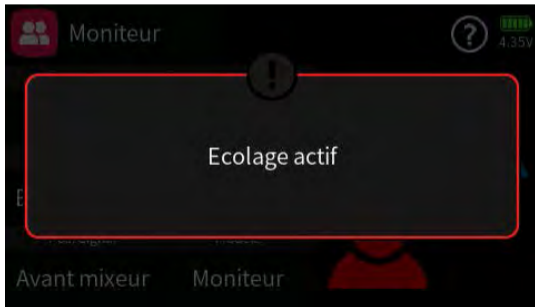 Moniteur
?
4.35V
!
Ecolage actif
Avant mixeur Moniteur